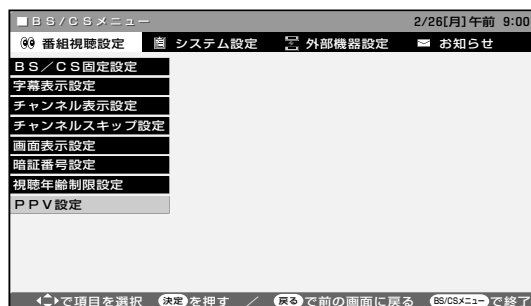 ■BS/CSメニュー 2/26[月]午前 9:00
番組視聴設定 システム設定 外部機器設定 お知らせ
BS/CS固定設定
字幕表示設定
チャンネル表示設定
チャンネルスキップ設定
画面表示設定
暗証番号設定
視聴年齢制限設定
PPV設定
で項目を選択 決定を押す / 戻るで前の画面に戻る BS/CSメニューで終了